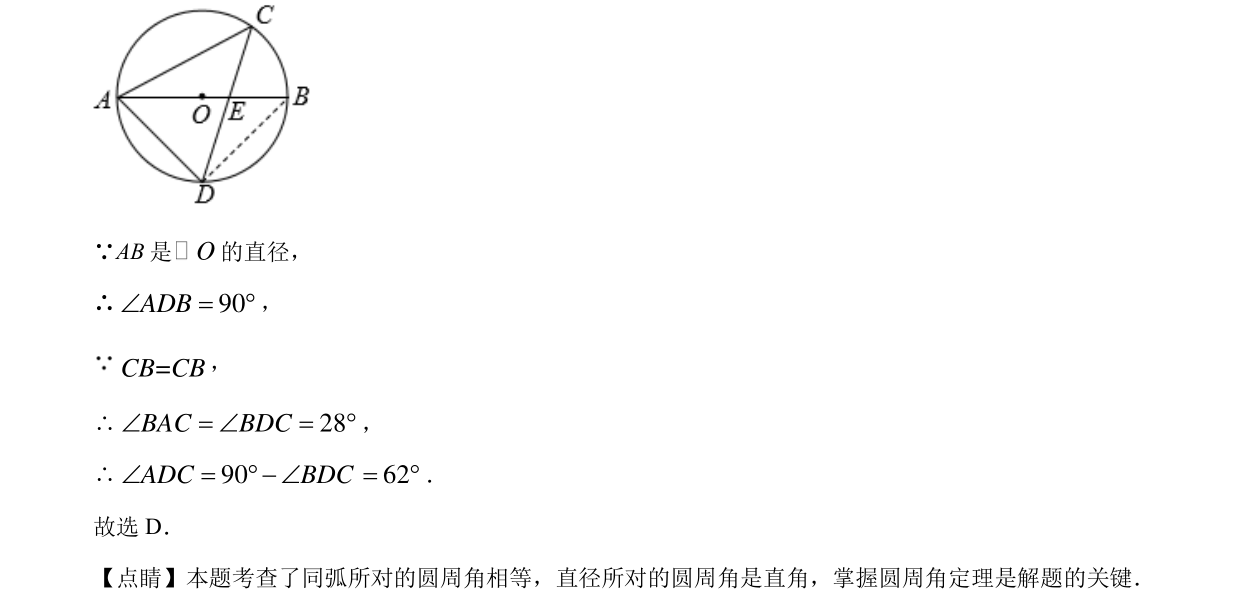 C
A
O
E
B
D
∵AB 是□ O 的直径，
∴ ∠ADB = 90°，
∵ CB=CB，
∴ ∠BAC = ∠BDC = 28°，
∴ ∠ADC = 90° − ∠BDC = 62°．
故选 D．
【点睛】本题考查了同弧所对的圆周角相等，直径所对的圆周角是直角，掌握圆周角定理是解题的关键．